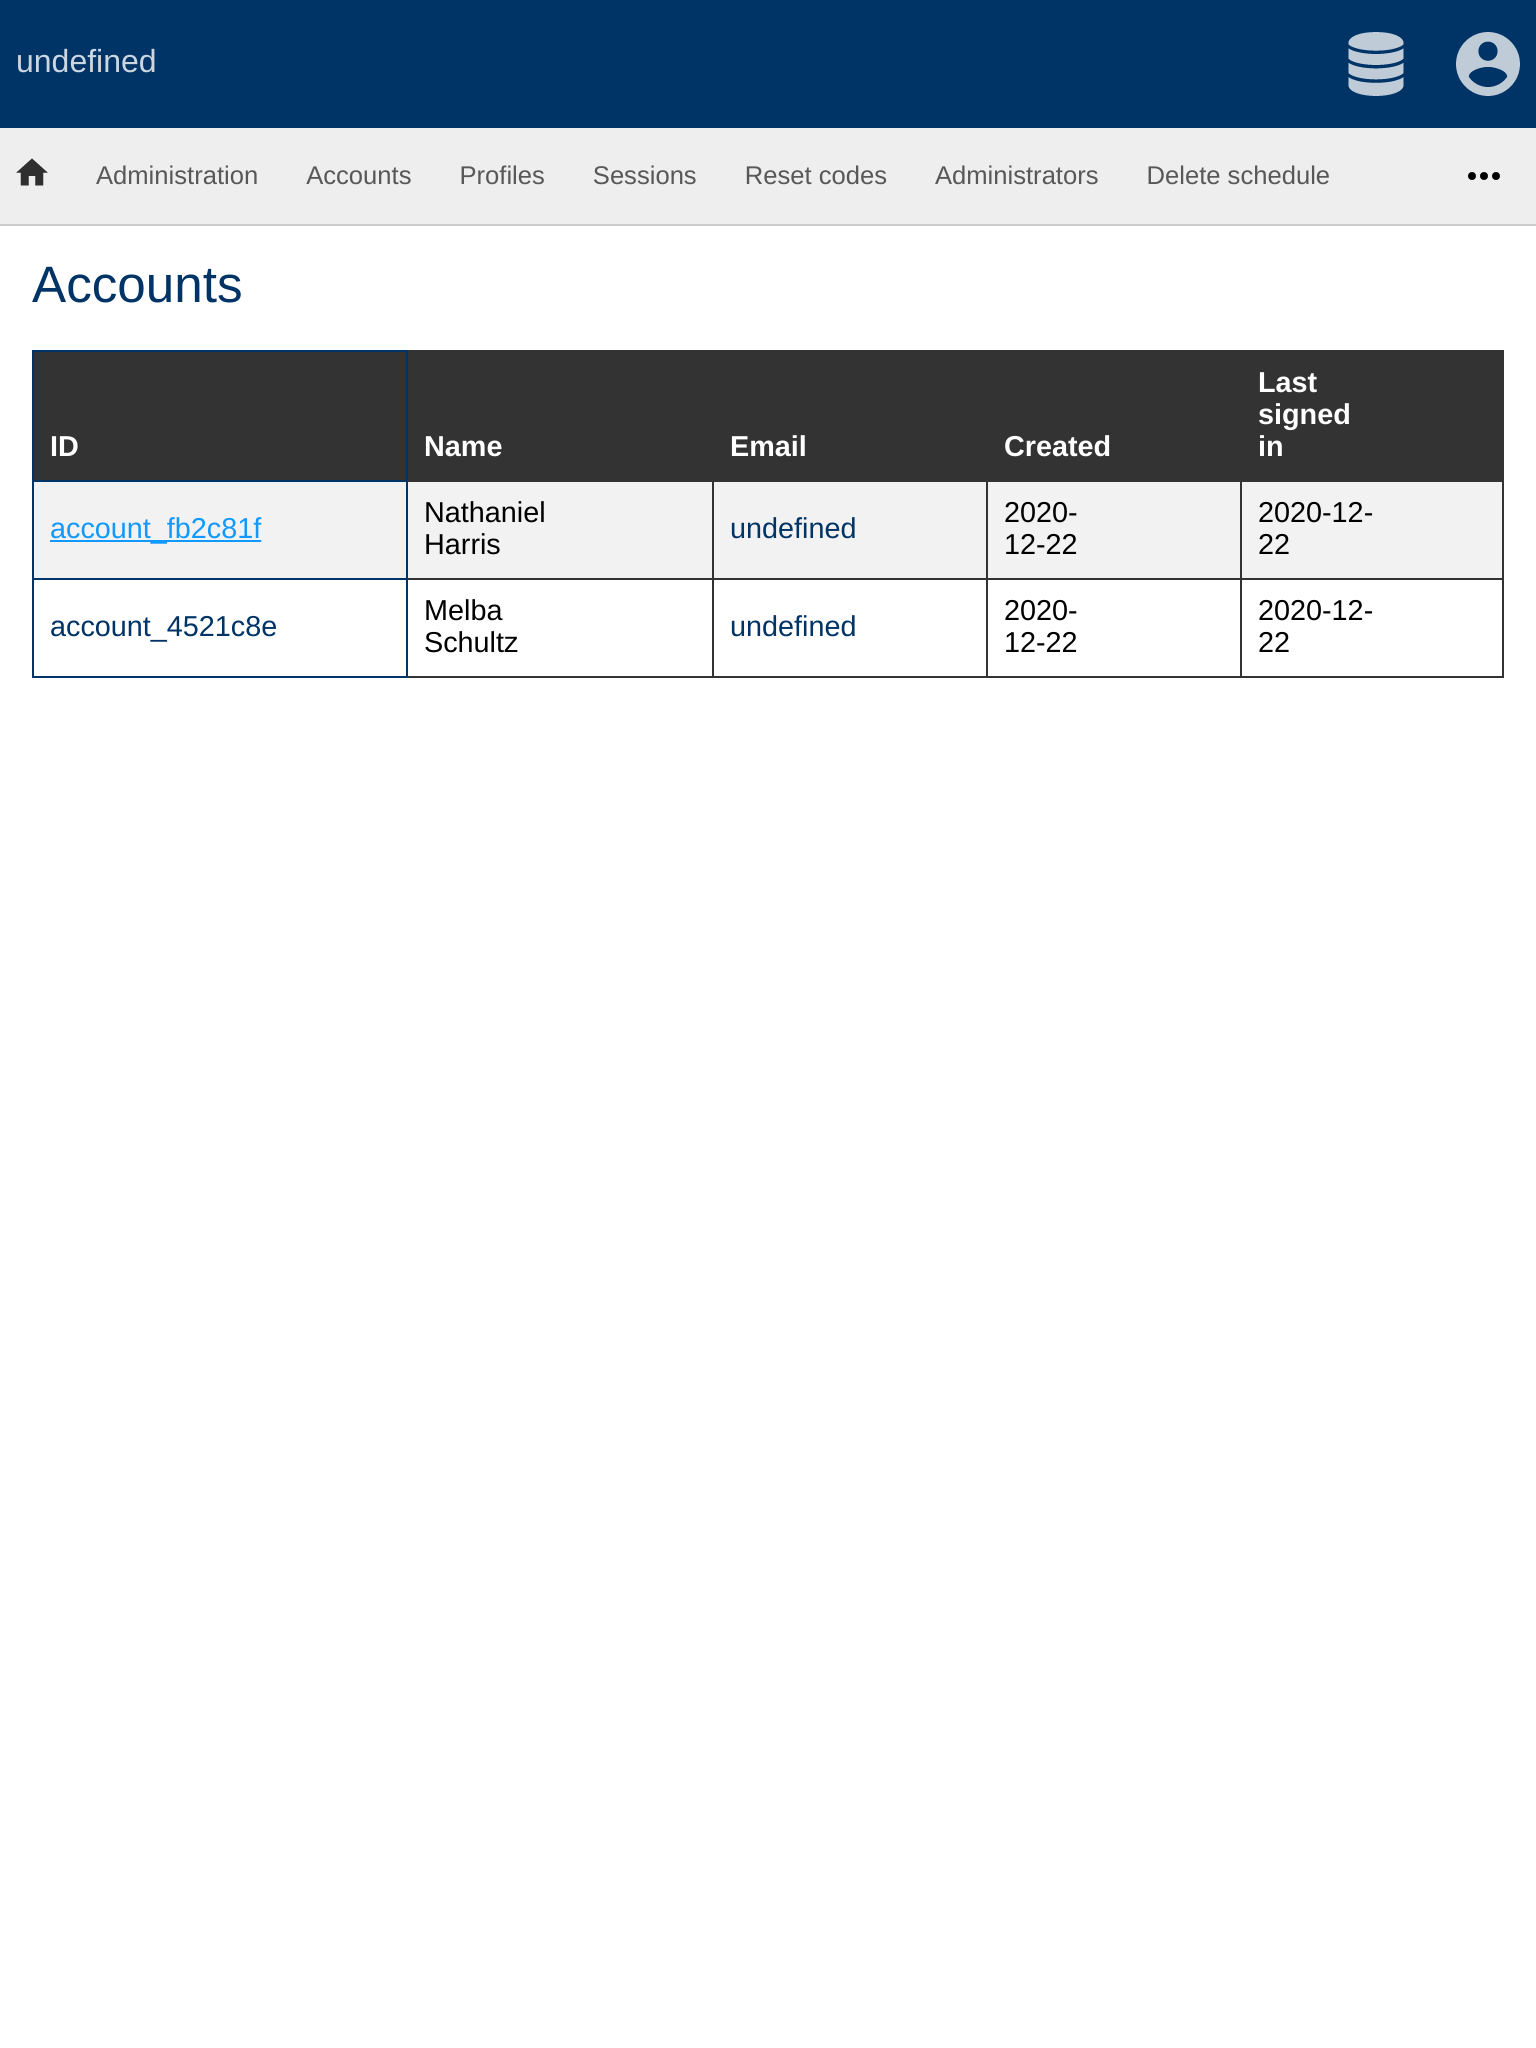 undefined
Administration Accounts Profiles Sessions Reset codes Administrators Delete schedule
Accounts
ID Name Email Created Last signed in
account_fb2c81f Nathaniel Harris undefined 2020-12-22 2020-12-22
account_4521c8e Melba Schultz undefined 2020-12-22 2020-12-22